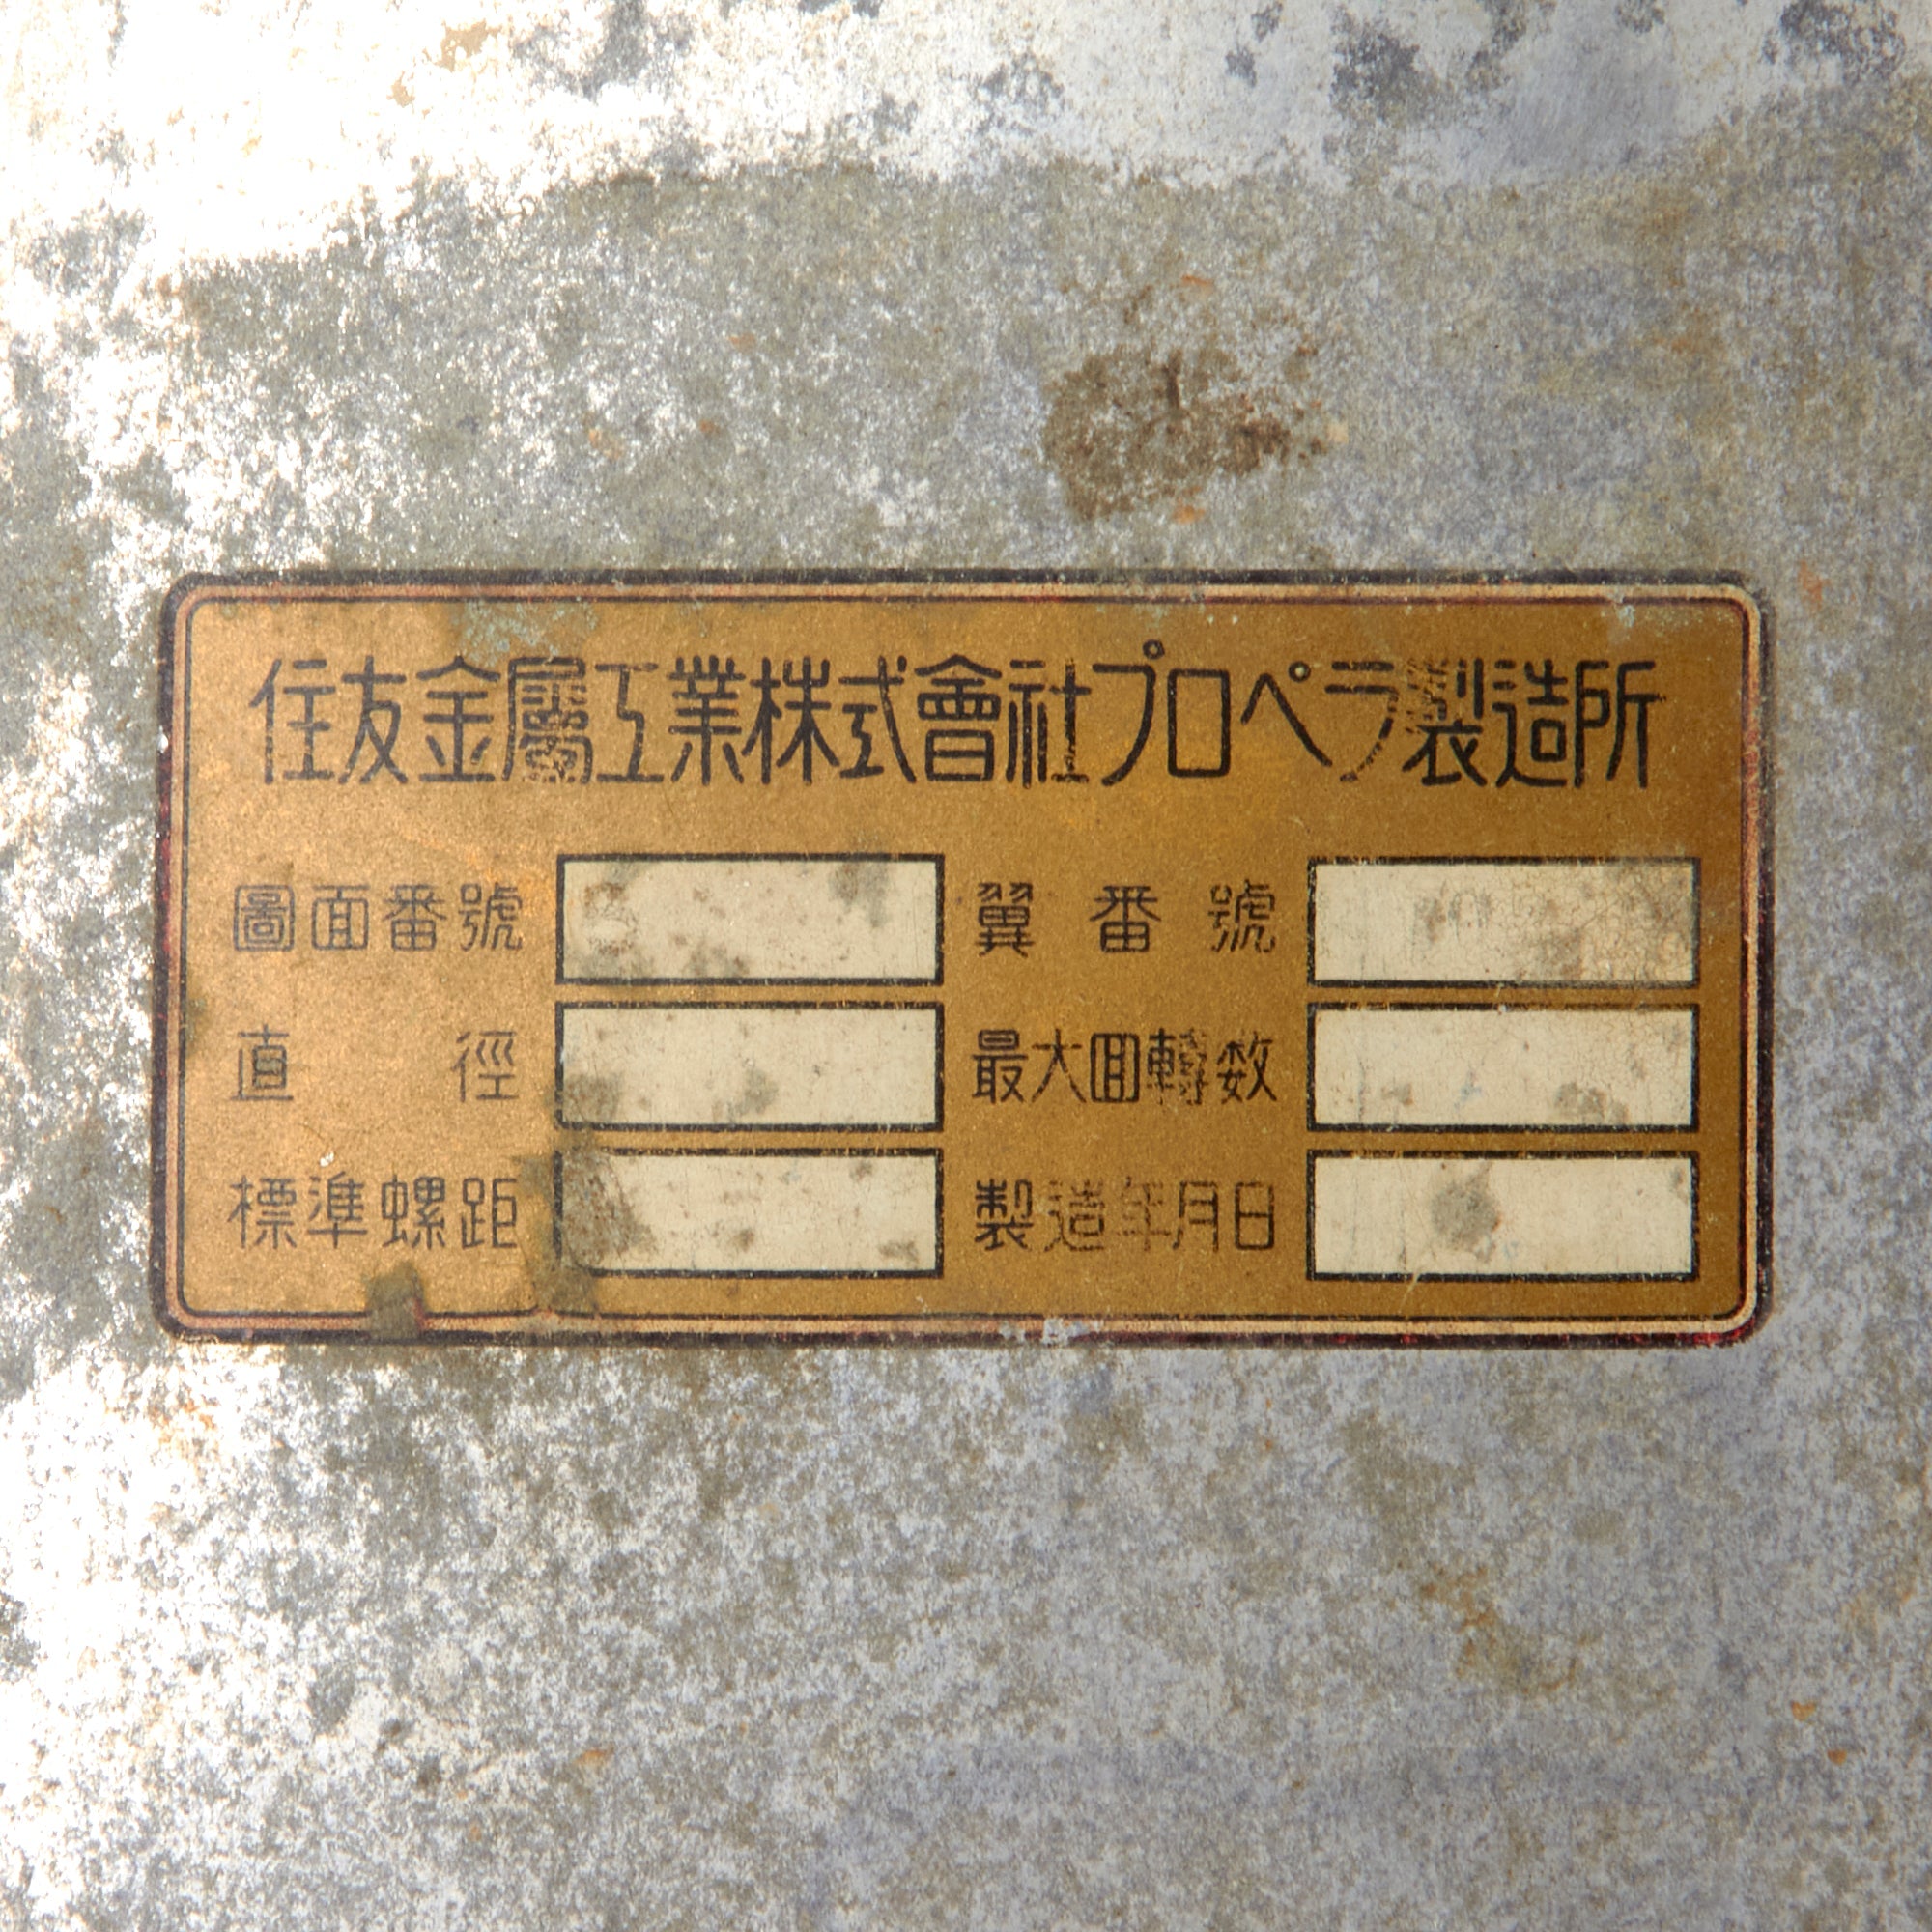 住友金属工業株式會社プロペラ製造所
圖面番號 翼番號
直徑 最大回轉数
標準螺距 製造年月日